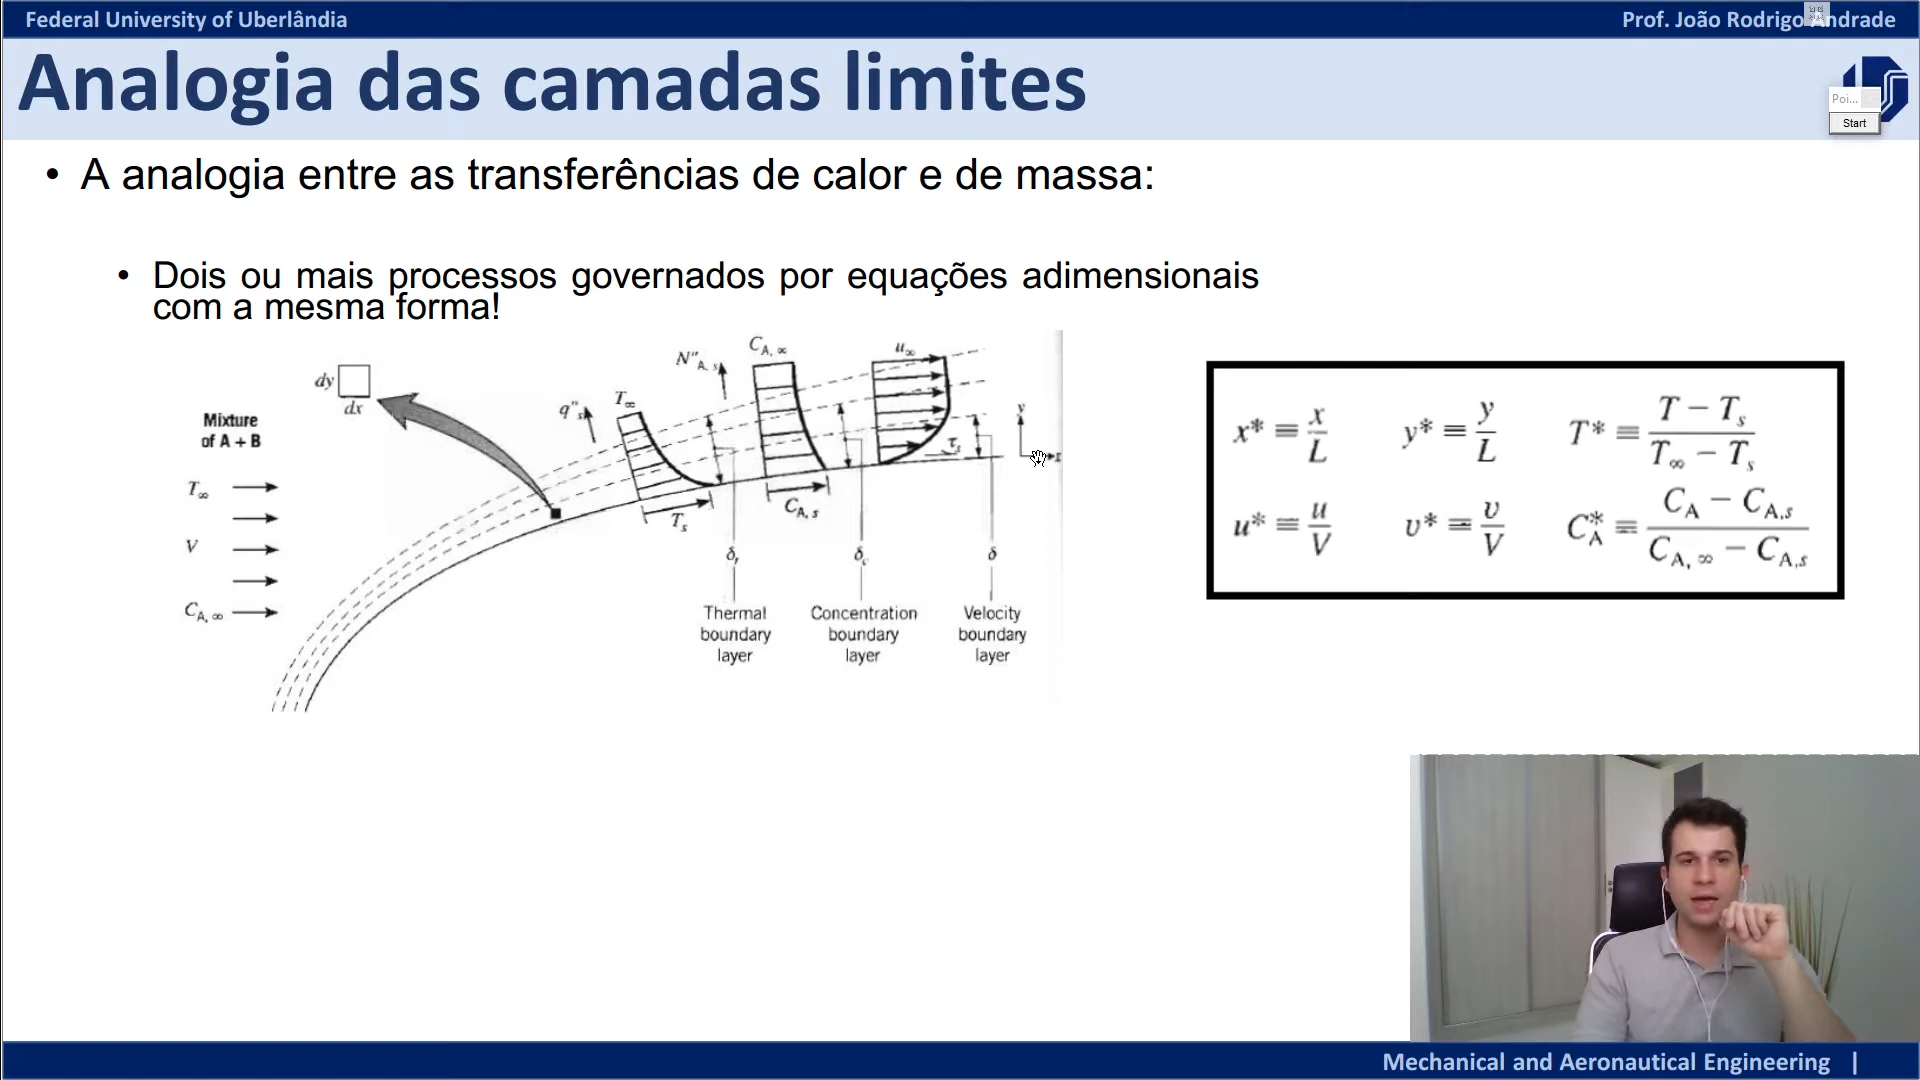 Federal University of Uberlândia
Prof. João Rodrigo Andrade
Analogia das camadas limites
Poi...
Start
• A analogia entre as transferências de calor e de massa:
• Dois ou mais processos governados por equações adimensionais
com a mesma forma!
dy
dx
Mixture
of A + B
T∞
V
C_A,∞
q"_s
T∞
T_s
N"_A,s
C_A,∞
C_A,s
u∞
τ_s
y
x
δ_t
δ_c
δ
Thermal
boundary
layer
Concentration
boundary
layer
Velocity
boundary
layer
x* ≡ x/L y* ≡ y/L T* ≡ (T − T_s)/(T∞ − T_s)
u* ≡ u/V v* ≡ v/V C_A* ≡ (C_A − C_A,s)/(C_A,∞ − C_A,s)
Mechanical and Aeronautical Engineering |